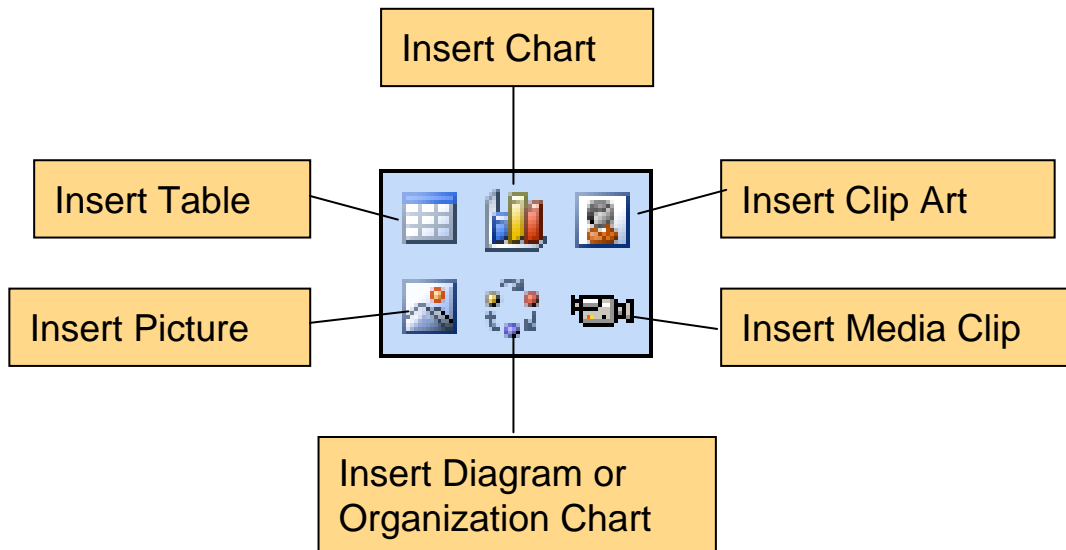 Insert Chart
Insert Table
Insert Clip Art
Insert Picture
Insert Media Clip
Insert Diagram or
Organization Chart